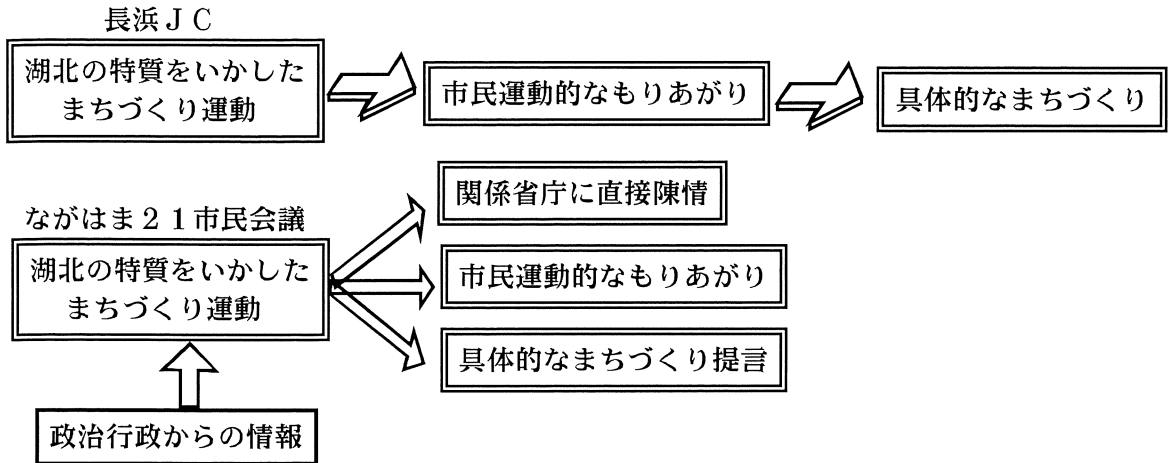 長浜ＪＣ
湖北の特質をいかした
まちづくり運動
市民運動的なもりあがり
具体的なまちづくり
関係省庁に直接陳情
ながはま２１市民会議
湖北の特質をいかした
まちづくり運動
市民運動的なもりあがり
具体的なまちづくり提言
政治行政からの情報